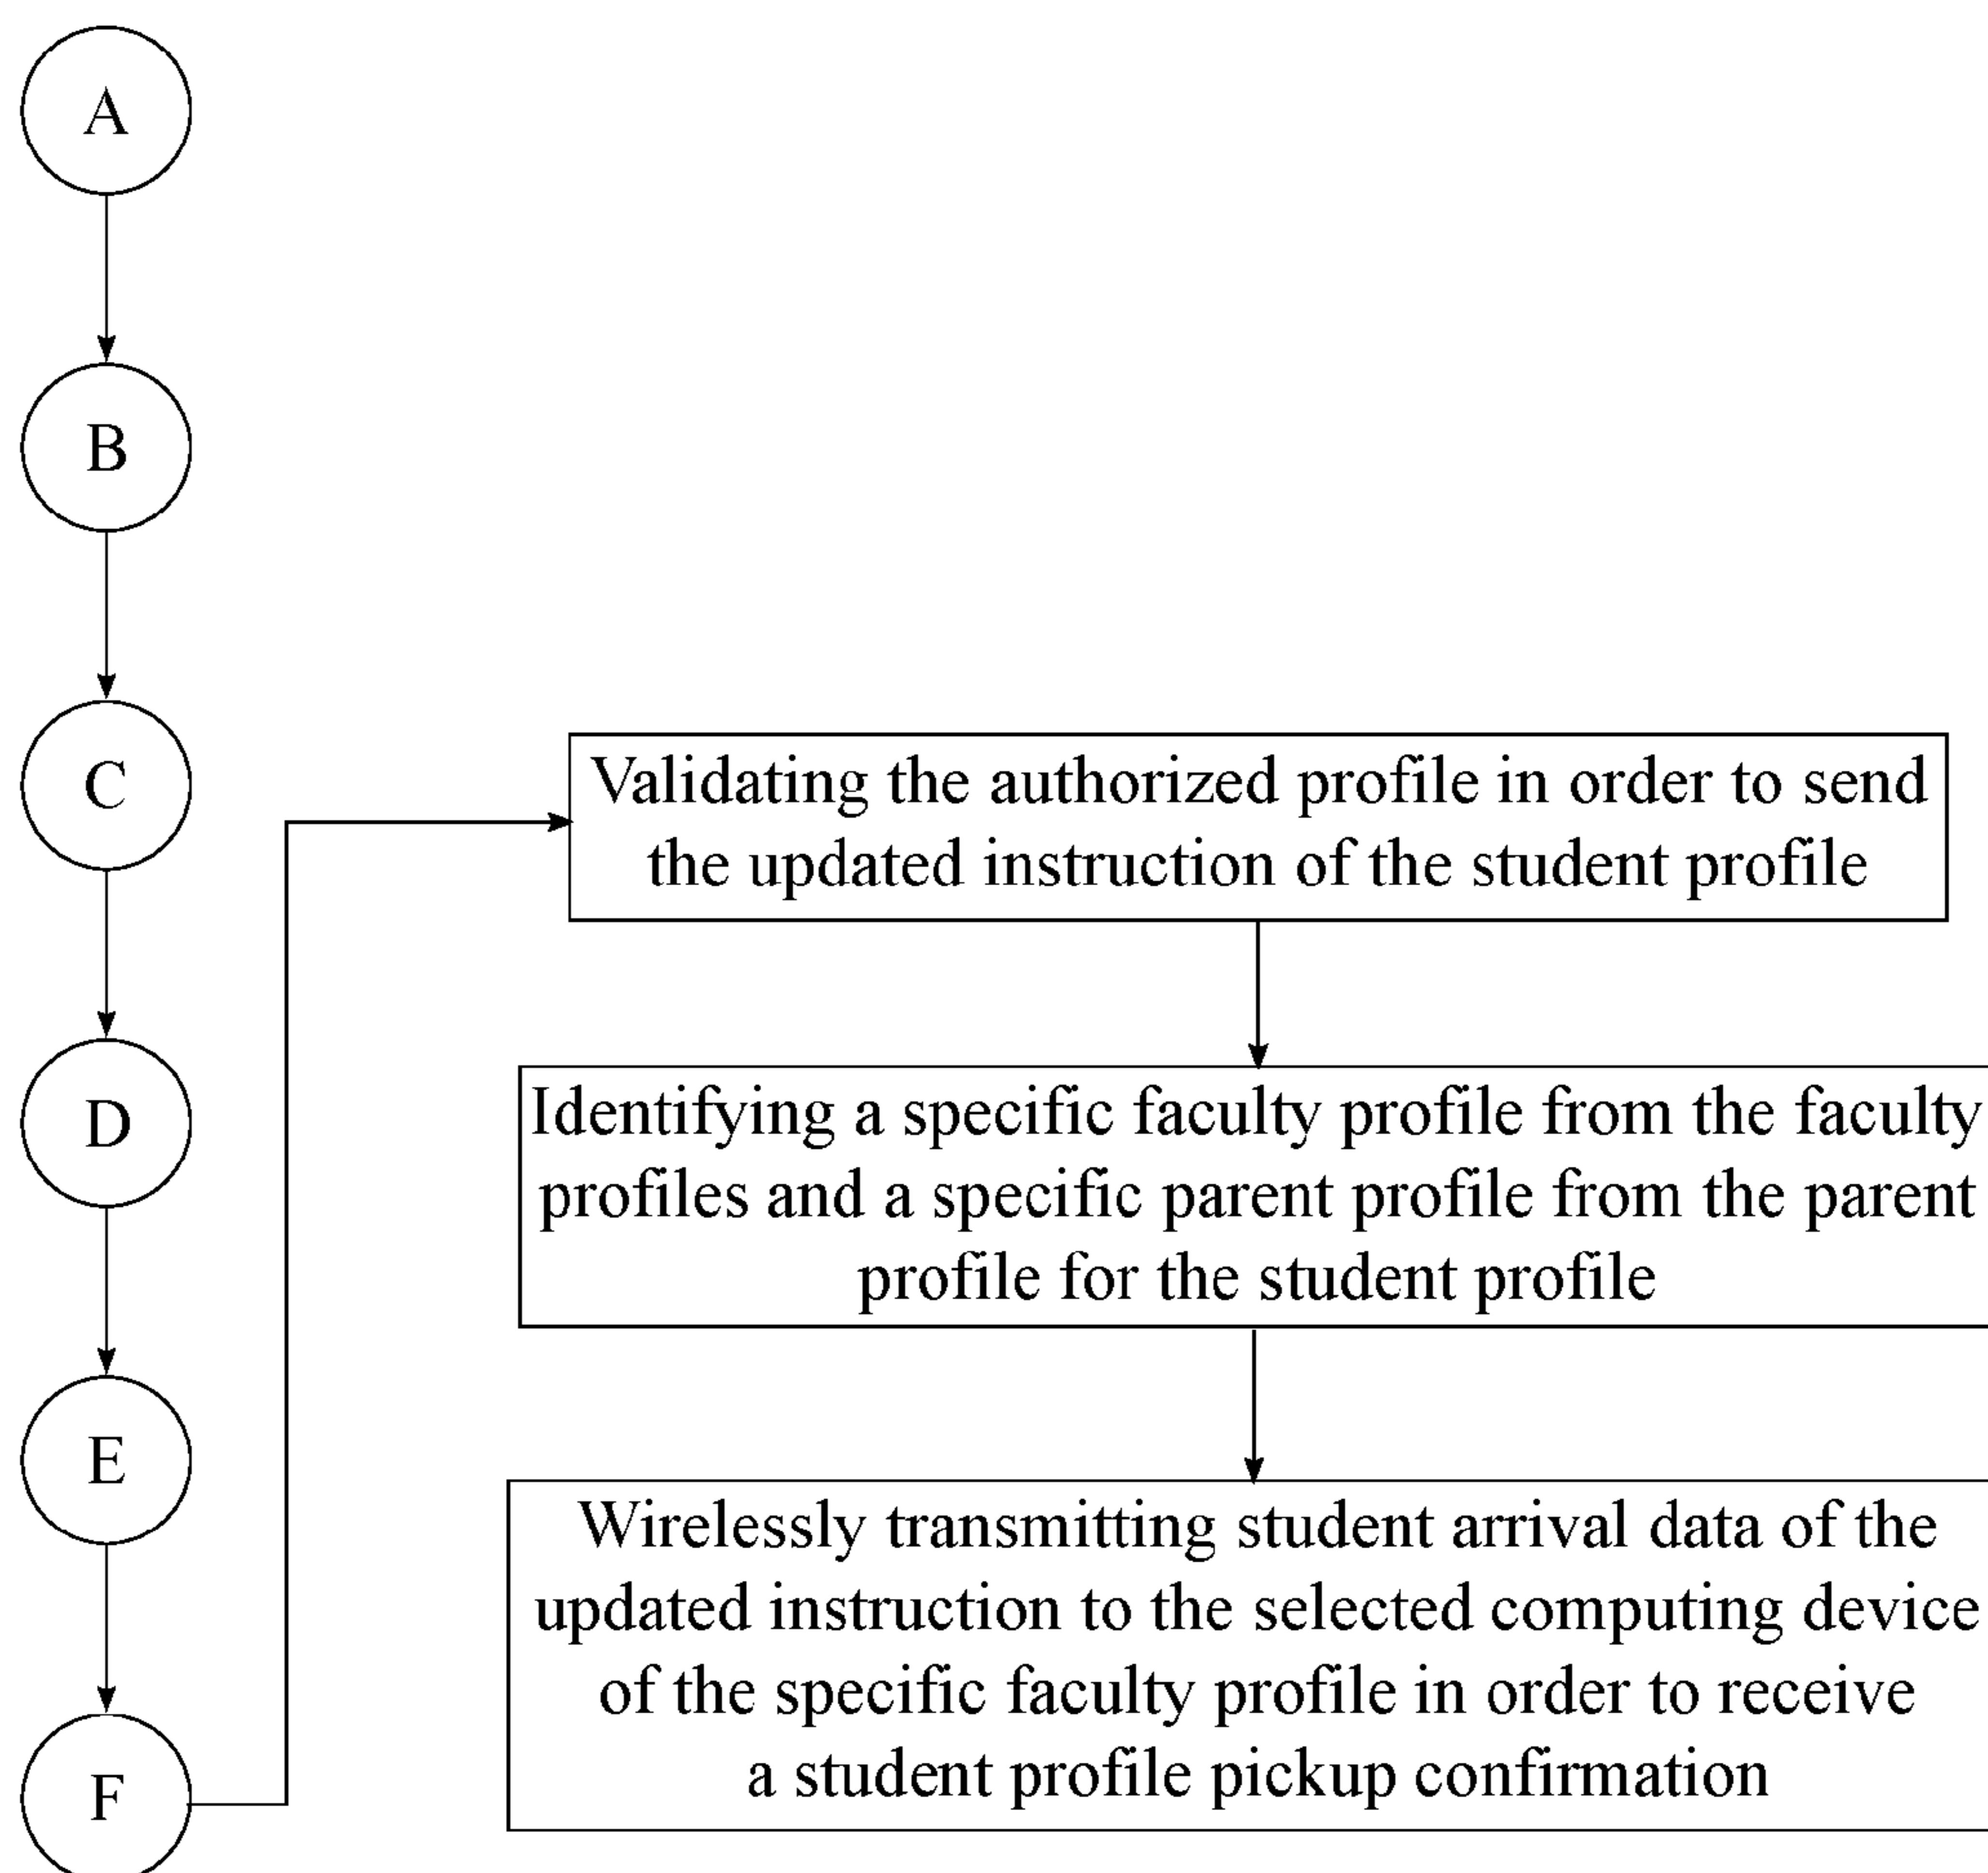 A
B
C
D
E
F
Validating the authorized profile in order to send
the updated instruction of the student profile
Identifying a specific faculty profile from the faculty
profiles and a specific parent profile from the parent
profile for the student profile
Wirelessly transmitting student arrival data of the
updated instruction to the selected computing device
of the specific faculty profile in order to receive
a student profile pickup confirmation